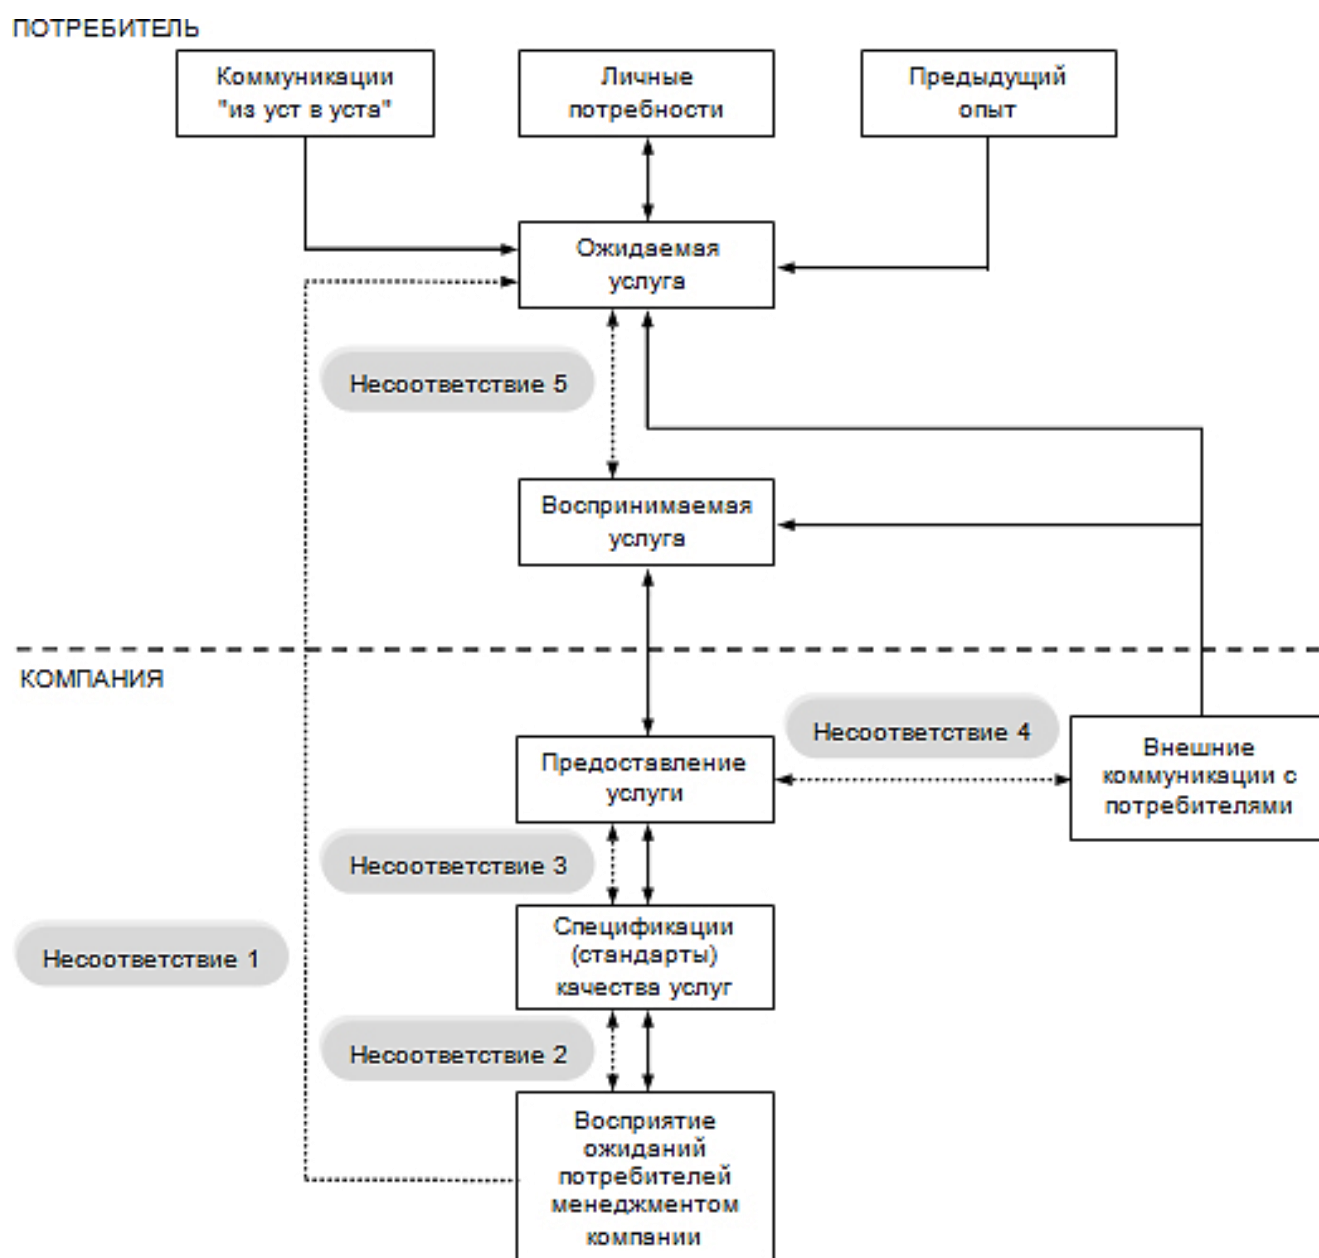 ПОТРЕБИТЕЛЬ
Коммуникации
"из уст в уста"
Личные
потребности
Предыдущий
опыт
Ожидаемая
услуга
Несоответствие 5
Воспринимаемая
услуга
КОМПАНИЯ
Несоответствие 4
Предоставление
услуги
Внешние
коммуникации с
потребителями
Несоответствие 3
Спецификации
(стандарты)
качества услуг
Несоответствие 1
Несоответствие 2
Восприятие
ожиданий
потребителей
менеджментом
компании